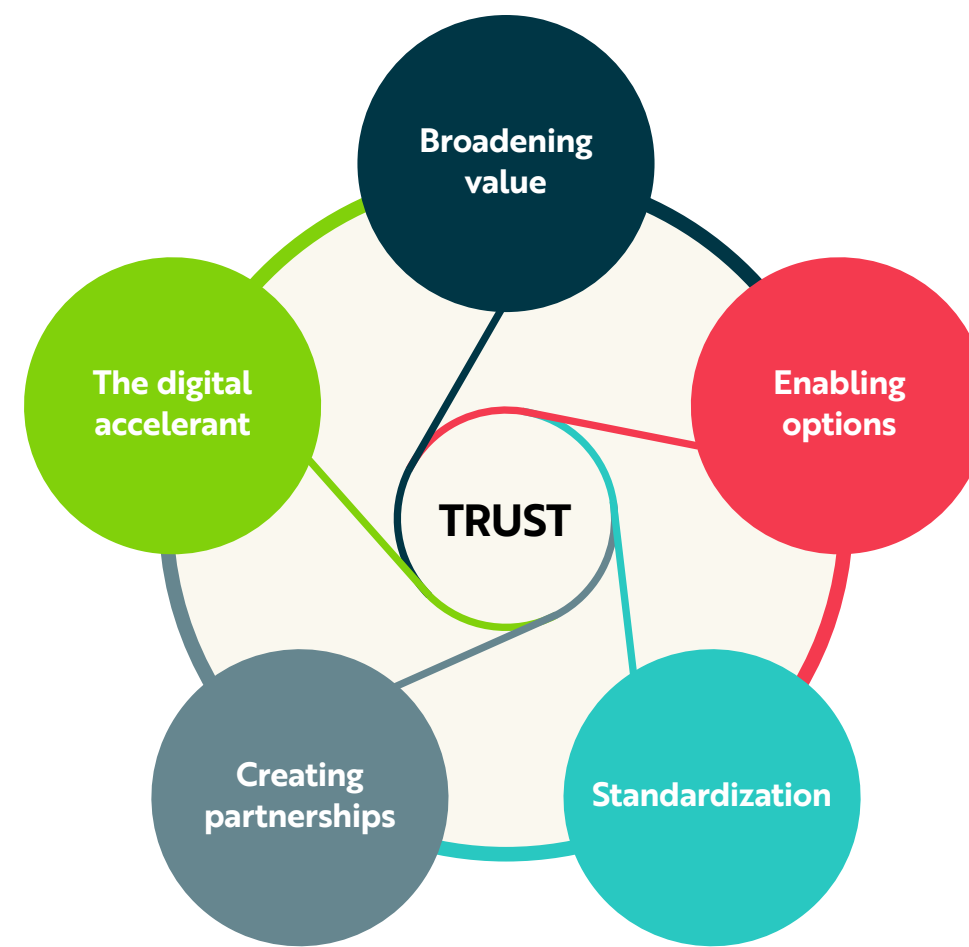 Broadening
value
The digital
accelerant
Enabling
options
TRUST
Creating
partnerships
Standardization